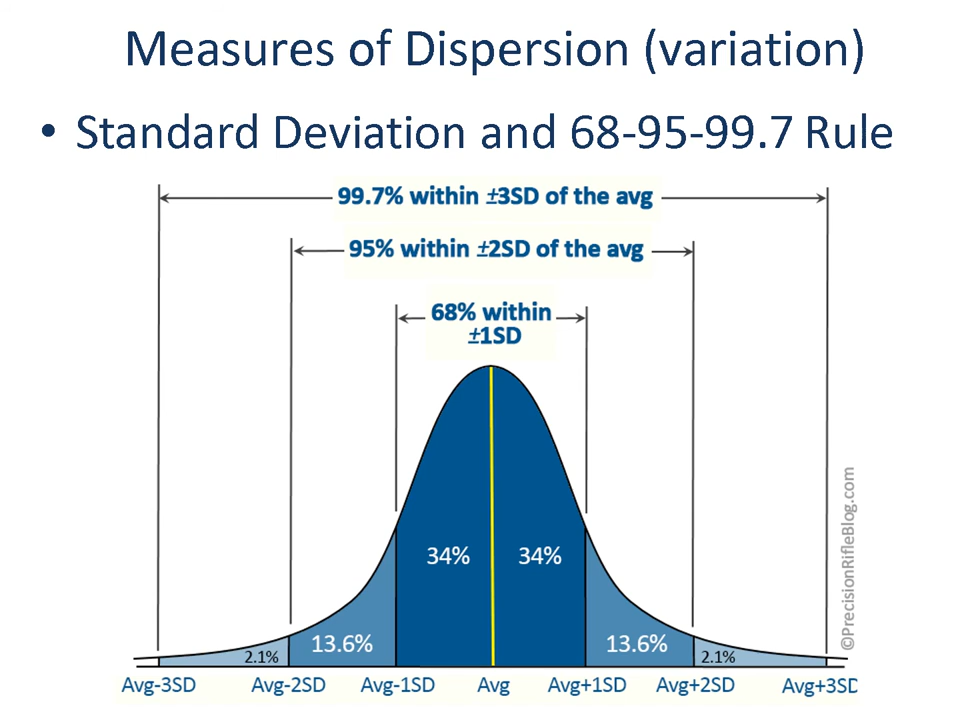 Measures of Dispersion (variation)
• Standard Deviation and 68-95-99.7 Rule
99.7% within ±3SD of the avg
95% within ±2SD of the avg
68% within
±1SD
34% 34%
13.6% 13.6%
2.1% 2.1%
Avg-3SD Avg-2SD Avg-1SD Avg Avg+1SD Avg+2SD Avg+3SD
©PrecisionRifleBlog.com